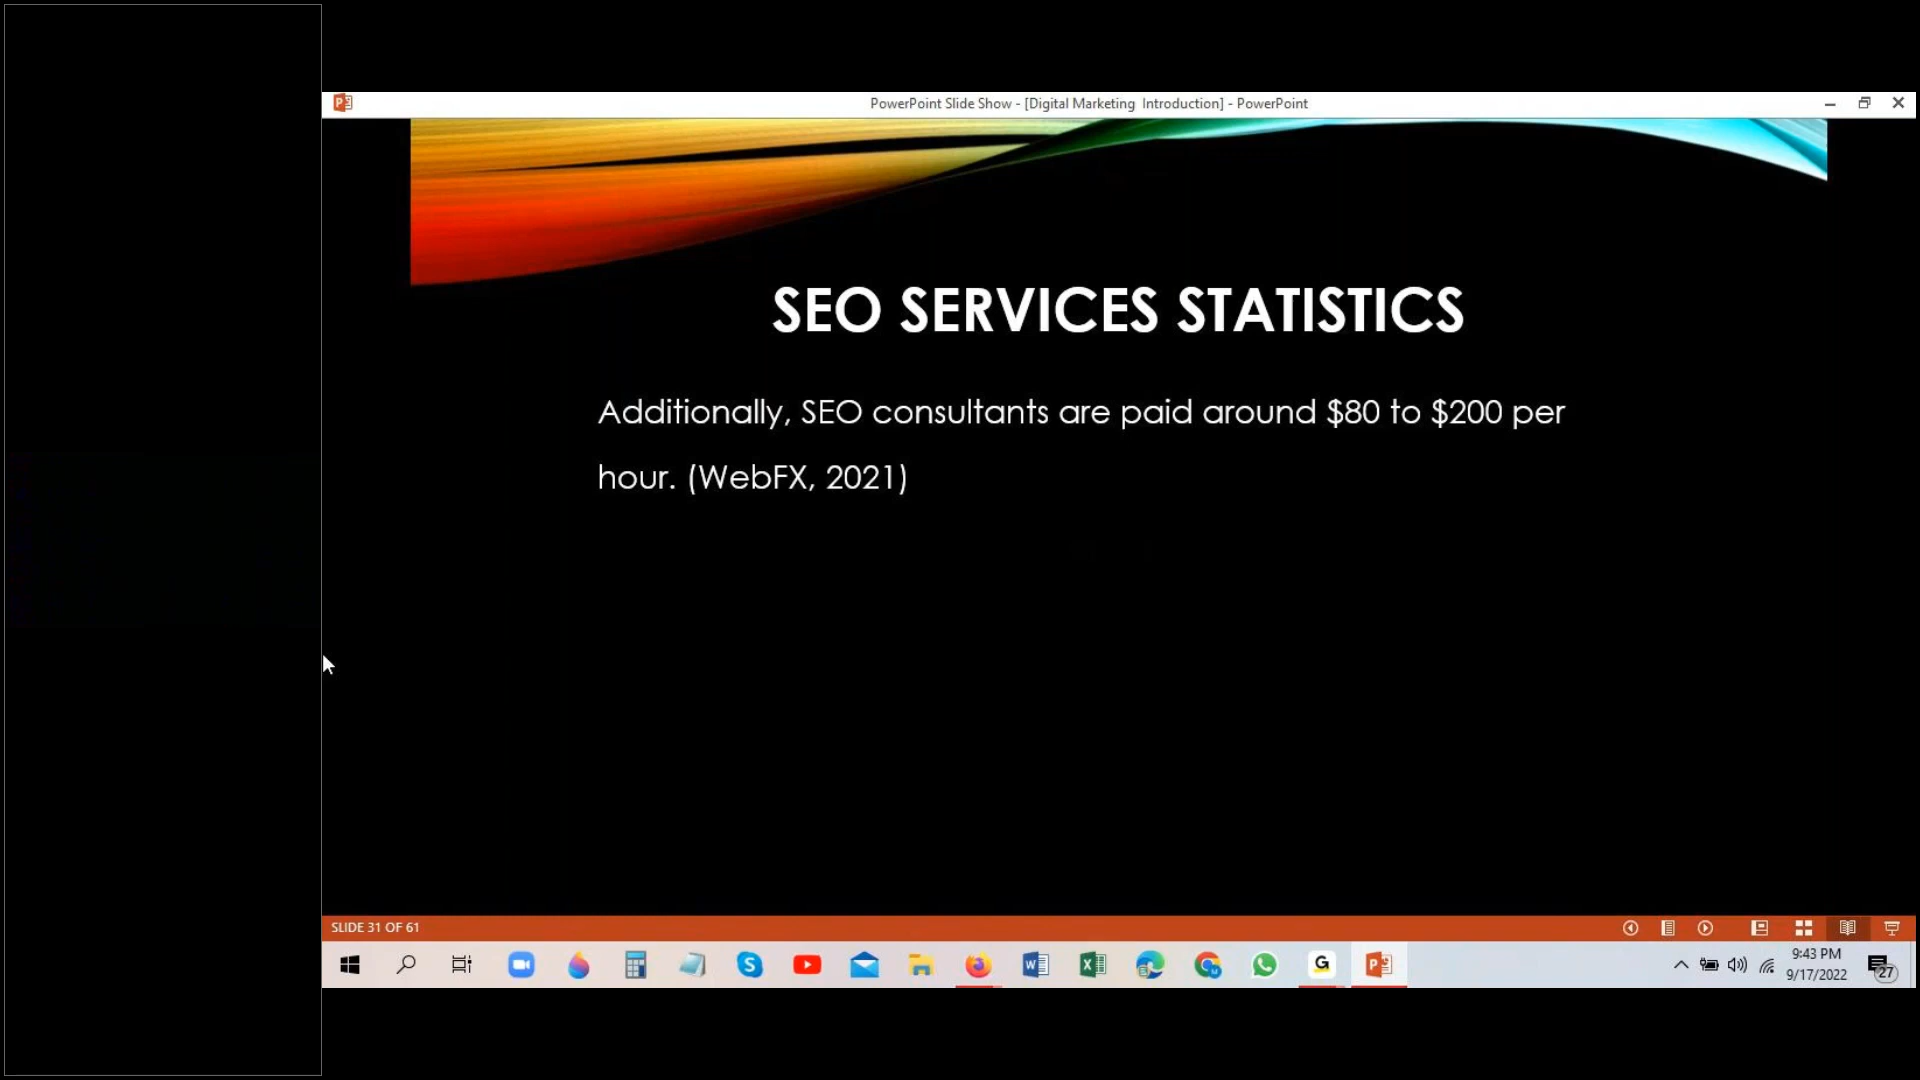 PowerPoint Slide Show - [Digital Marketing  Introduction] - PowerPoint
SEO SERVICES STATISTICS
Additionally, SEO consultants are paid around $80 to $200 per
hour. (WebFX, 2021)
SLIDE 31 OF 61
9:43 PM
9/17/2022
27